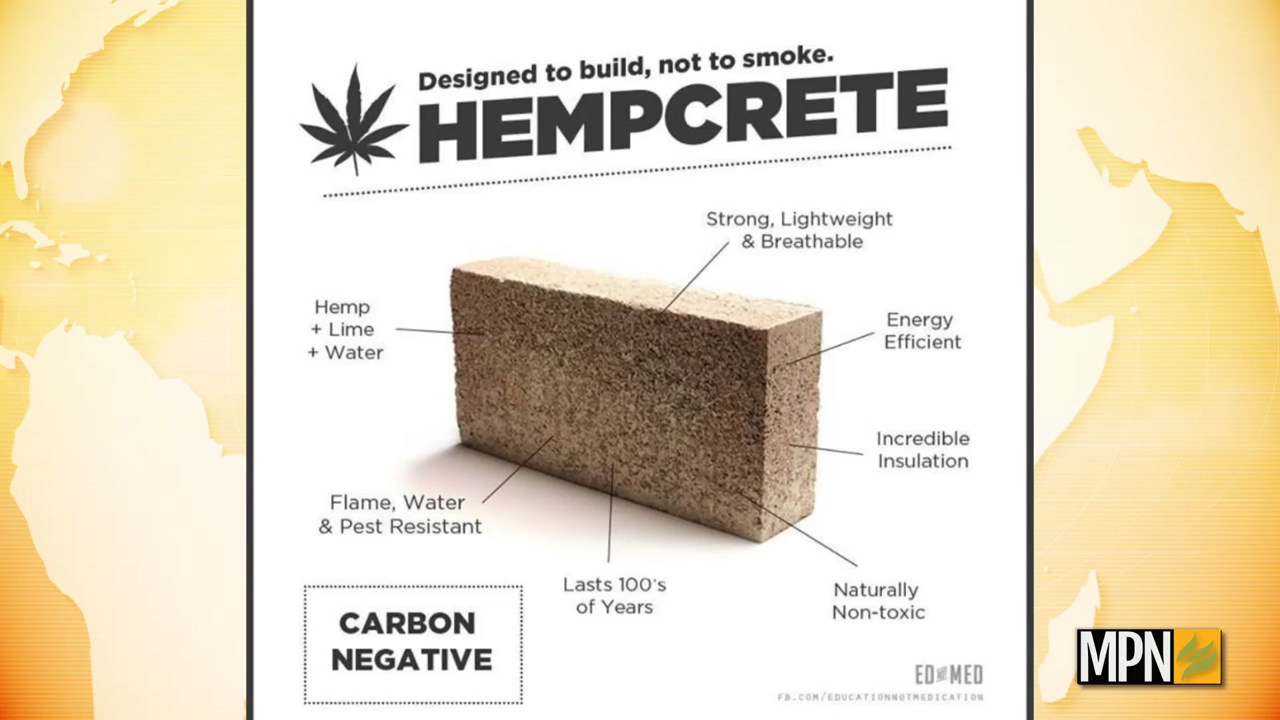 Designed to build, not to smoke.
HEMPCRETE
Strong, Lightweight
& Breathable
Hemp
+ Lime
+ Water
Energy
Efficient
Incredible
Insulation
Flame, Water
& Pest Resistant
Lasts 100's
of Years
Naturally
Non-toxic
CARBON
NEGATIVE
ED NOT MED
FB.COM/EDUCATIONNOTMEDICATION
MPN